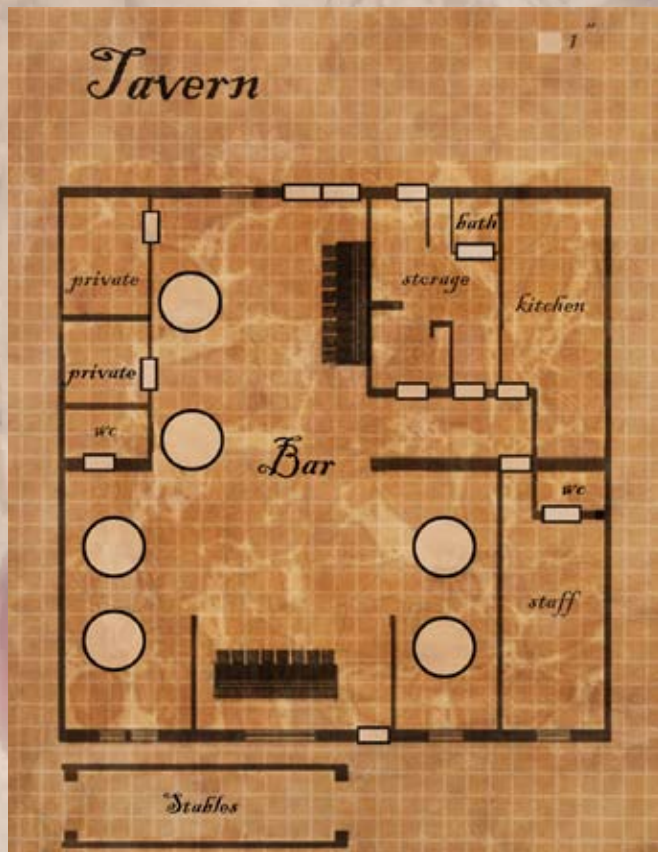 1"
Tavern
bath
private
storage
kitchen
private
wc
Bar
wc
staff
Stables